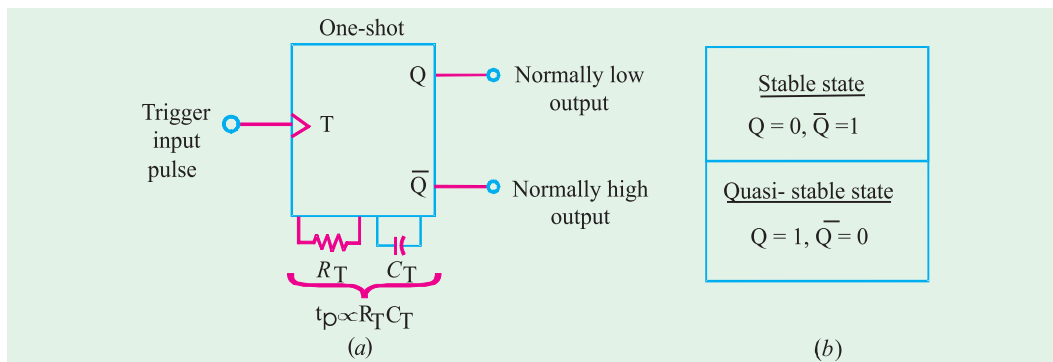 One-shot
Trigger
input
pulse
T
Q
Normally low
output
Q̅
Normally high
output
R_T
C_T
t_p∝R_TC_T
(a)
Stable state
Q = 0, Q̅ =1
Quasi- stable state
Q = 1, Q̅ = 0
(b)